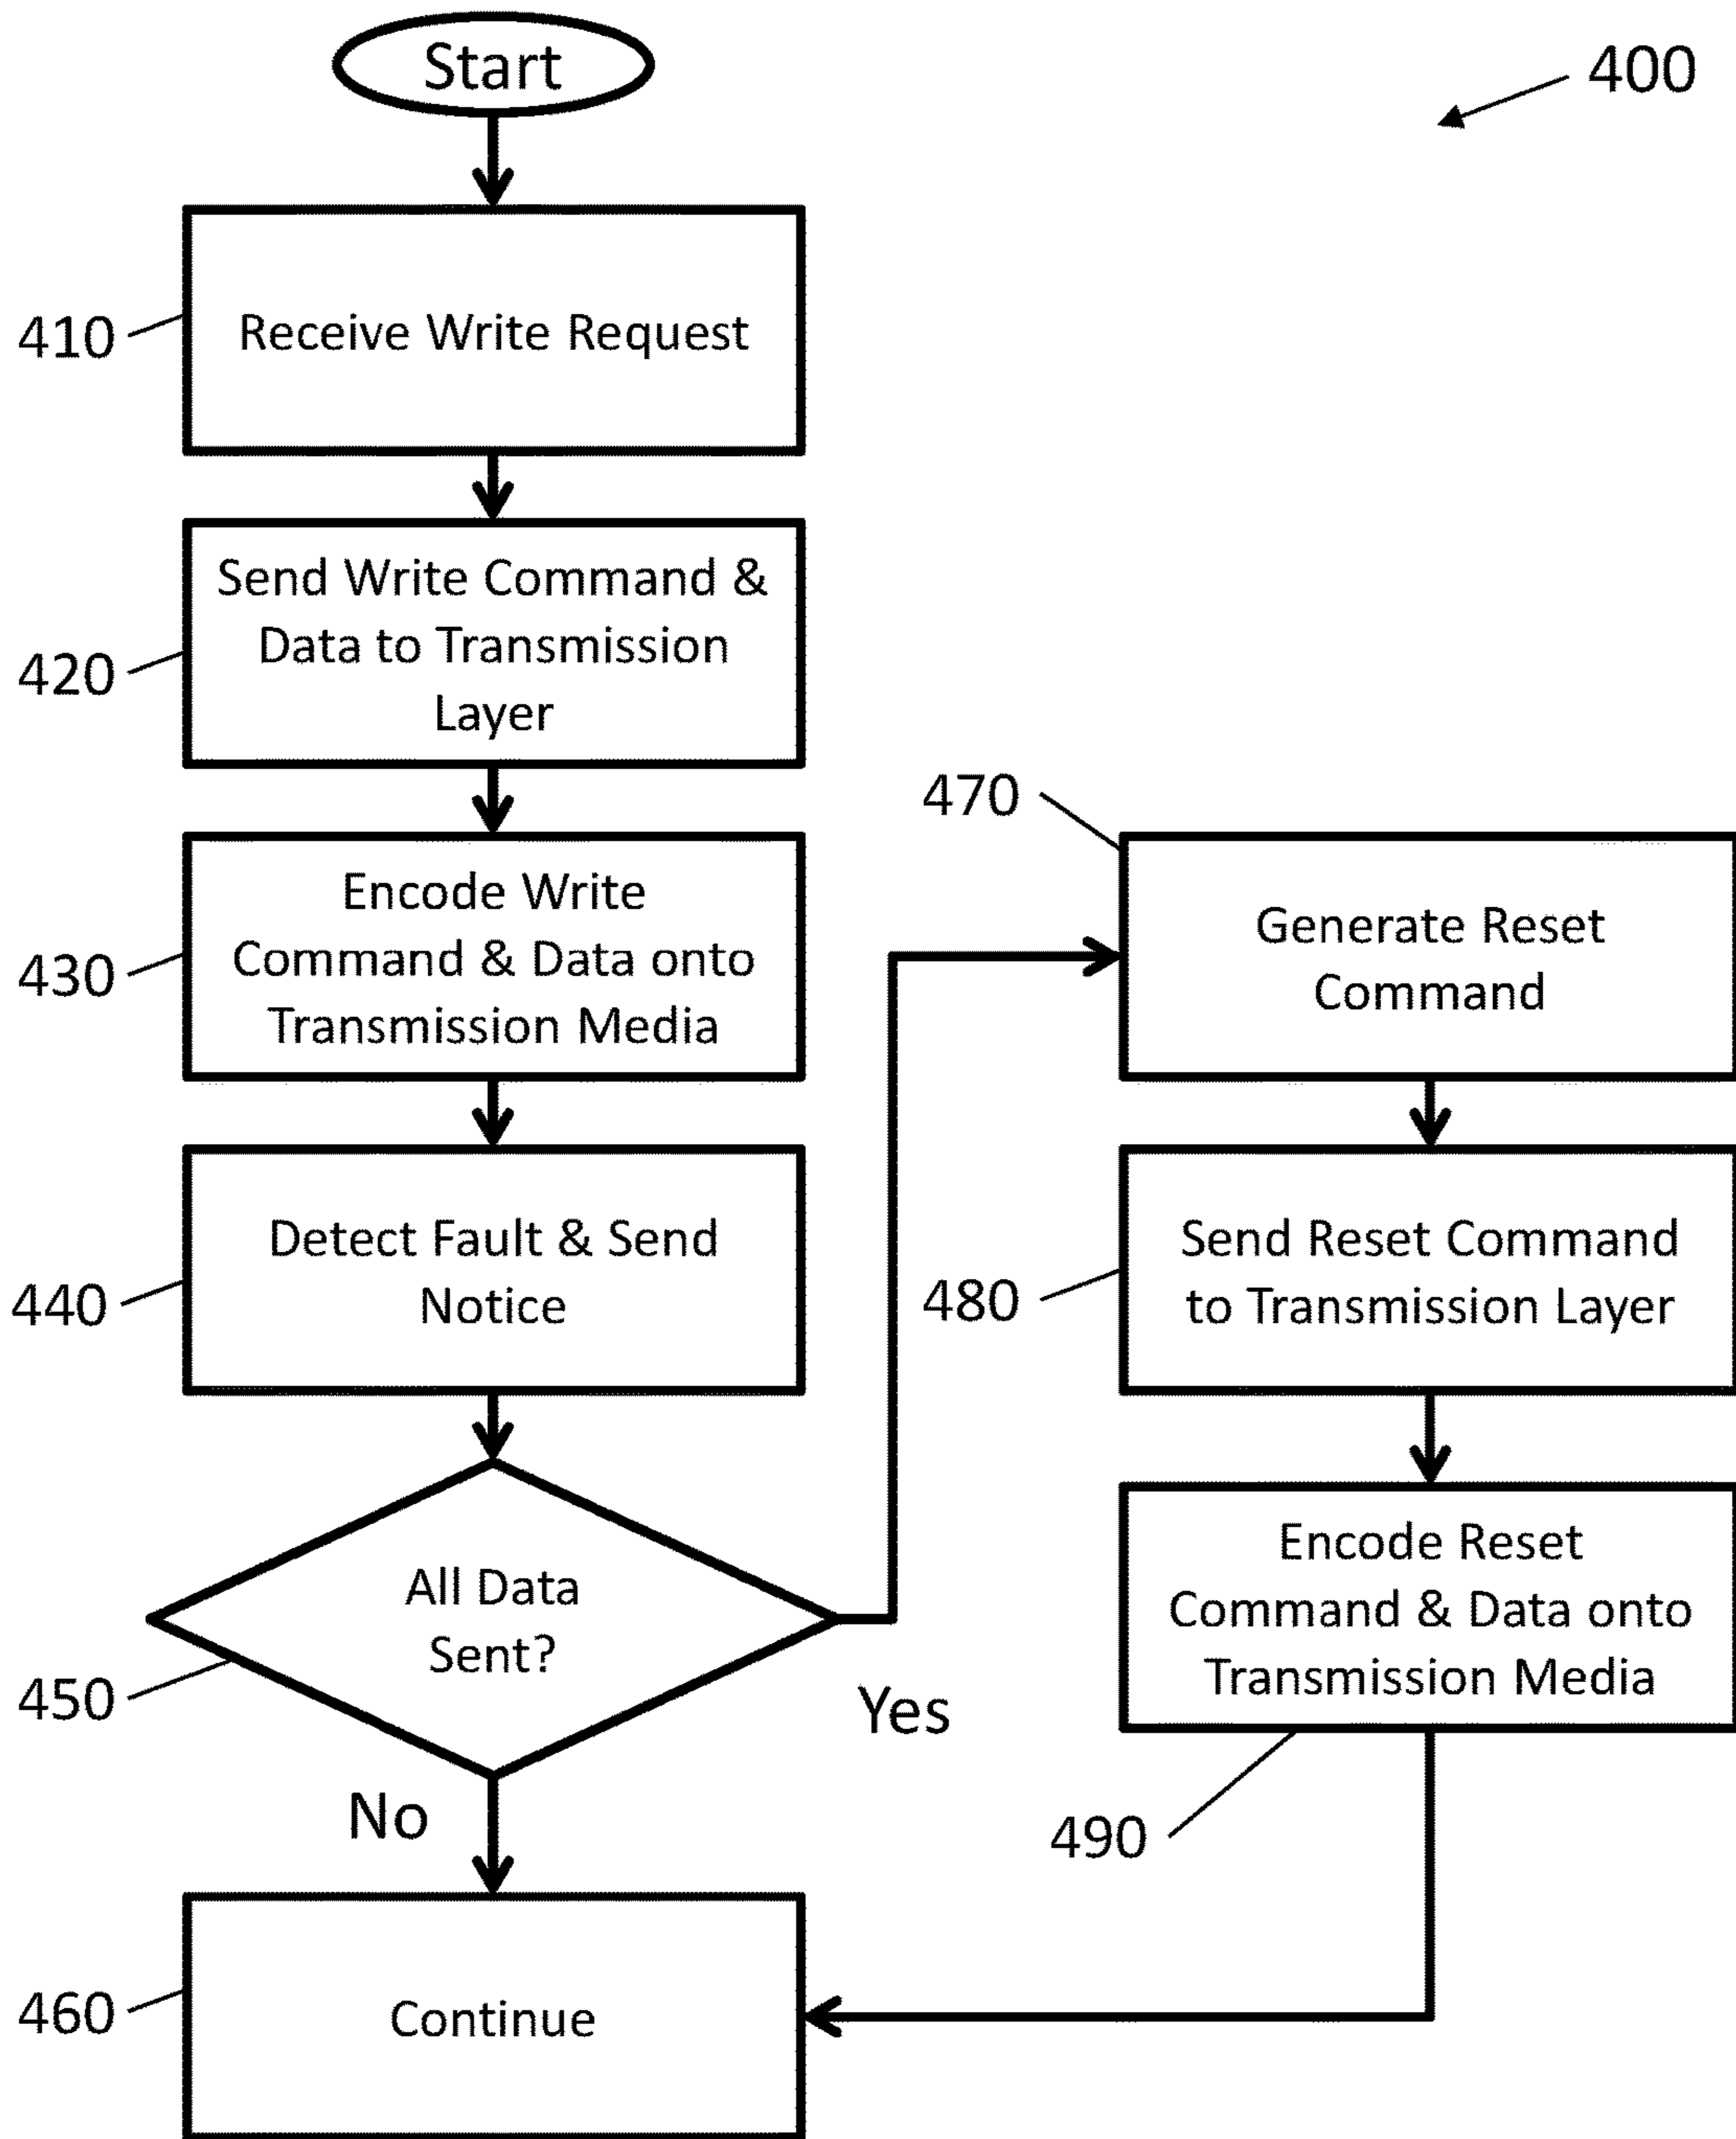 Start
400
410
Receive Write Request
420
Send Write Command &
Data to Transmission
Layer
430
Encode Write
Command & Data onto
Transmission Media
440
Detect Fault & Send
Notice
450
All Data
Sent?
Yes
No
460
Continue
470
Generate Reset
Command
480
Send Reset Command
to Transmission Layer
Encode Reset
Command & Data onto
Transmission Media
490